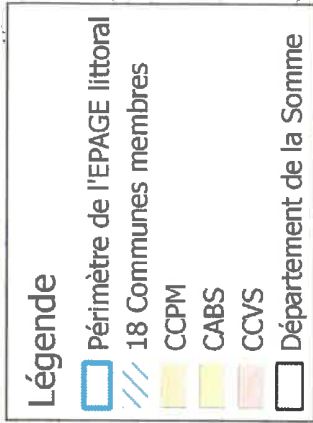 Légende
Périmètre de l'EPAGE littoral
18 Communes membres
CCPM
CABS
CCVS
Département de la Somme